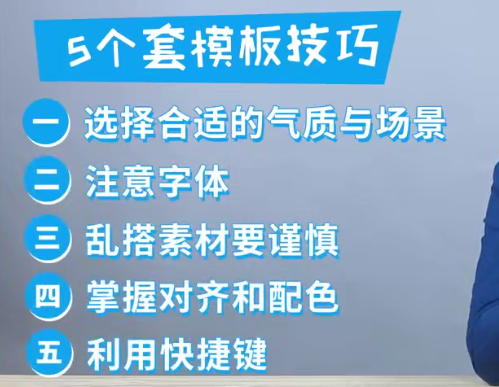 5个套模板技巧
一 选择合适的气质与场景
二 注意字体
三 乱搭素材要谨慎
四 掌握对齐和配色
五 利用快捷键